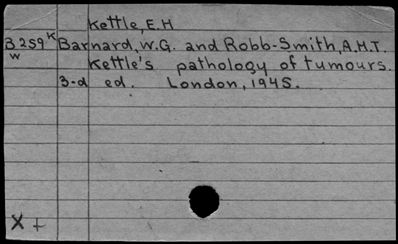 Kettle, E.H
B259 K Barnard, W.G. and Robb-Smith, A.H.T.
W Kettle's pathology of tumours.
3-d ed. London, 1945.
X +